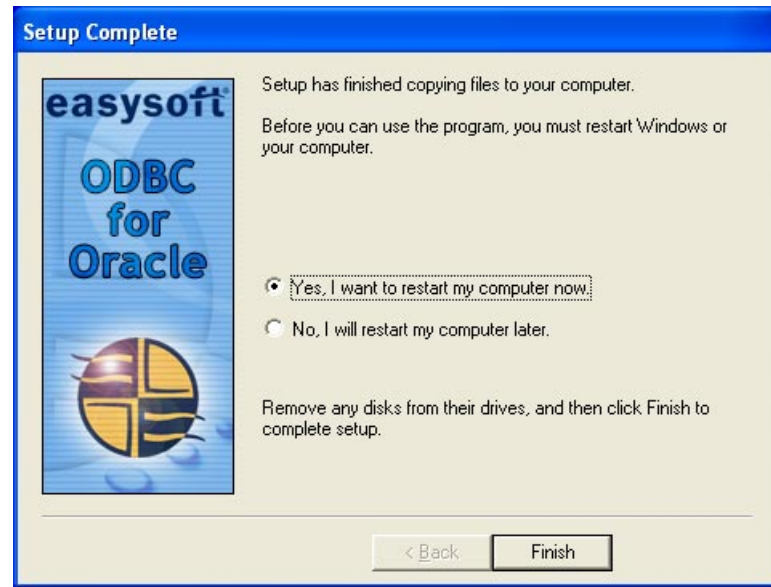 Setup Complete
easysoft
ODBC
for
Oracle
Setup has finished copying files to your computer.
Before you can use the program, you must restart Windows or
your computer.
Yes, I want to restart my computer now.
No, I will restart my computer later.
Remove any disks from their drives, and then click Finish to
complete setup.
< Back
Finish